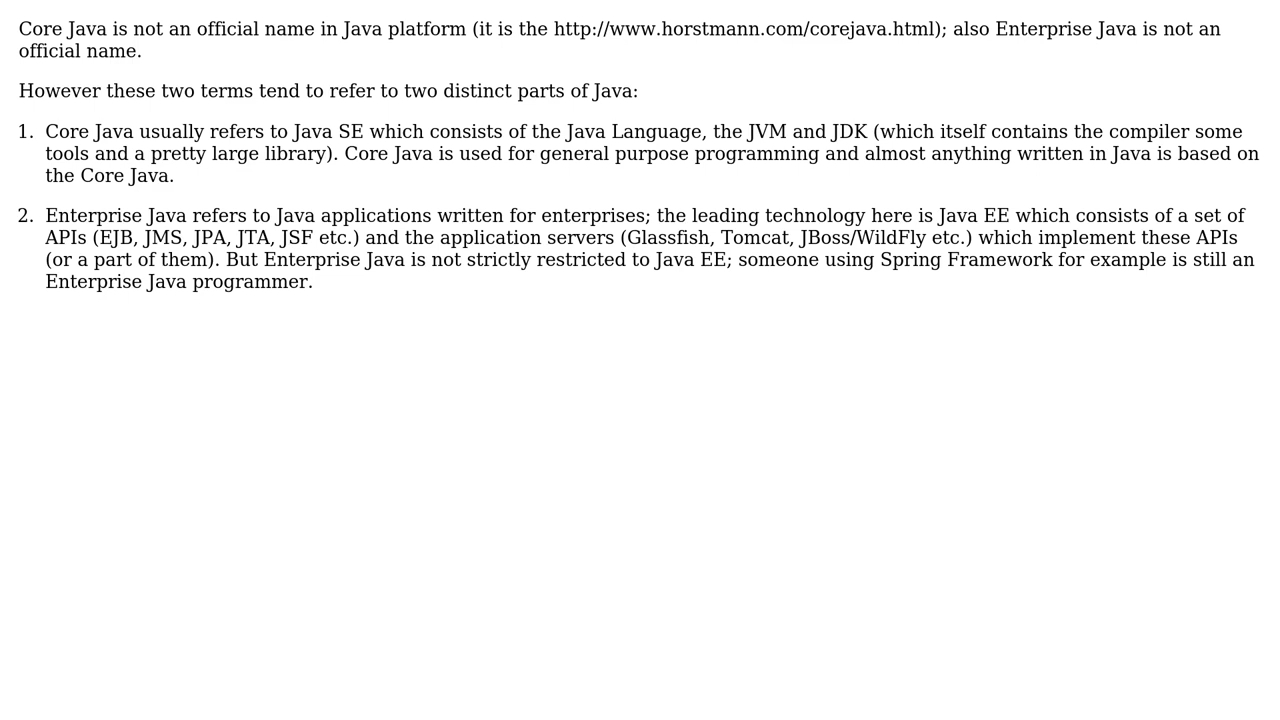 Core Java is not an official name in Java platform (it is the http://www.horstmann.com/corejava.html); also Enterprise Java is not an
official name.
However these two terms tend to refer to two distinct parts of Java:
1. Core Java usually refers to Java SE which consists of the Java Language, the JVM and JDK (which itself contains the compiler some
tools and a pretty large library). Core Java is used for general purpose programming and almost anything written in Java is based on
the Core Java.
2. Enterprise Java refers to Java applications written for enterprises; the leading technology here is Java EE which consists of a set of
APIs (EJB, JMS, JPA, JTA, JSF etc.) and the application servers (Glassfish, Tomcat, JBoss/WildFly etc.) which implement these APIs
(or a part of them). But Enterprise Java is not strictly restricted to Java EE; someone using Spring Framework for example is still an
Enterprise Java programmer.